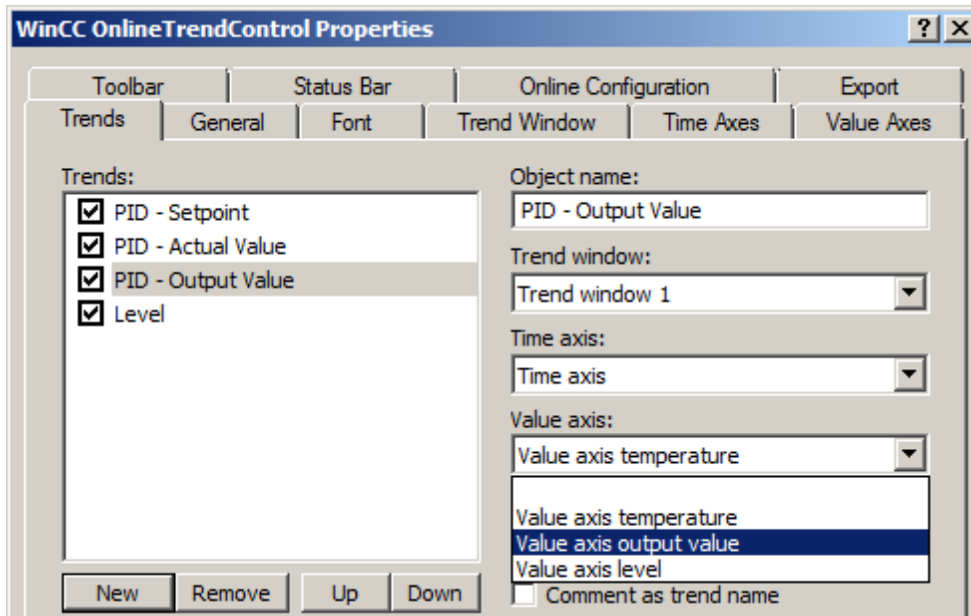 WinCC OnlineTrendControl Properties
Toolbar Status Bar Online Configuration Export
Trends General Font Trend Window Time Axes Value Axes
Trends:
PID - Setpoint
PID - Actual Value
PID - Output Value
Level
New Remove Up Down
Object name:
PID - Output Value
Trend window:
Trend window 1
Time axis:
Time axis
Value axis:
Value axis temperature
Value axis temperature
Value axis output value
Value axis level
Comment as trend name